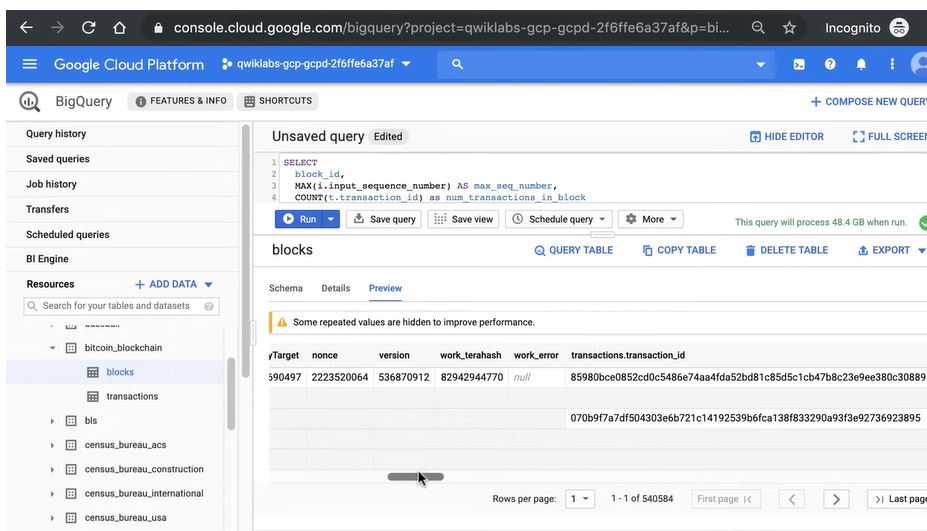 console.cloud.google.com/bigquery?project=qwiklabs-gcp-gcpd-2f6ffe6a37af&p=bi... Incognito
Google Cloud Platform qwiklabs-gcp-gcpd-2f6ffe6a37af
BigQuery FEATURES & INFO SHORTCUTS + COMPOSE NEW QUERY
Query history
Saved queries
Job history
Transfers
Scheduled queries
BI Engine
Resources + ADD DATA
Search for your tables and datasets
bitcoin_blockchain
blocks
transactions
bls
census_bureau_acs
census_bureau_construction
census_bureau_international
census_bureau_usa
Unsaved query Edited HIDE EDITOR FULL SCREEN
1 SELECT
2 block_id,
3 MAX(i.input_sequence_number) AS max_seq_number,
4 COUNT(t.transaction_id) as num_transactions_in_block
Run Save query Save view Schedule query More This query will process 48.4 GB when run.
blocks QUERY TABLE COPY TABLE DELETE TABLE EXPORT
Schema Details Preview
Some repeated values are hidden to improve performance.
yTarget nonce version work_terahash work_error transactions.transaction_id
690497 2223520064 536870912 82942944770 null 85980bce0852cd0c5486e74aa4fda52bd81c85d5c1cb47b8c23e9ee380c30889
070b9f7a7df504303e6b721c14192539b6fca138f833290a93f3e92736923895
Rows per page: 1 1 - 1 of 540584 First page |< < > >| Last page